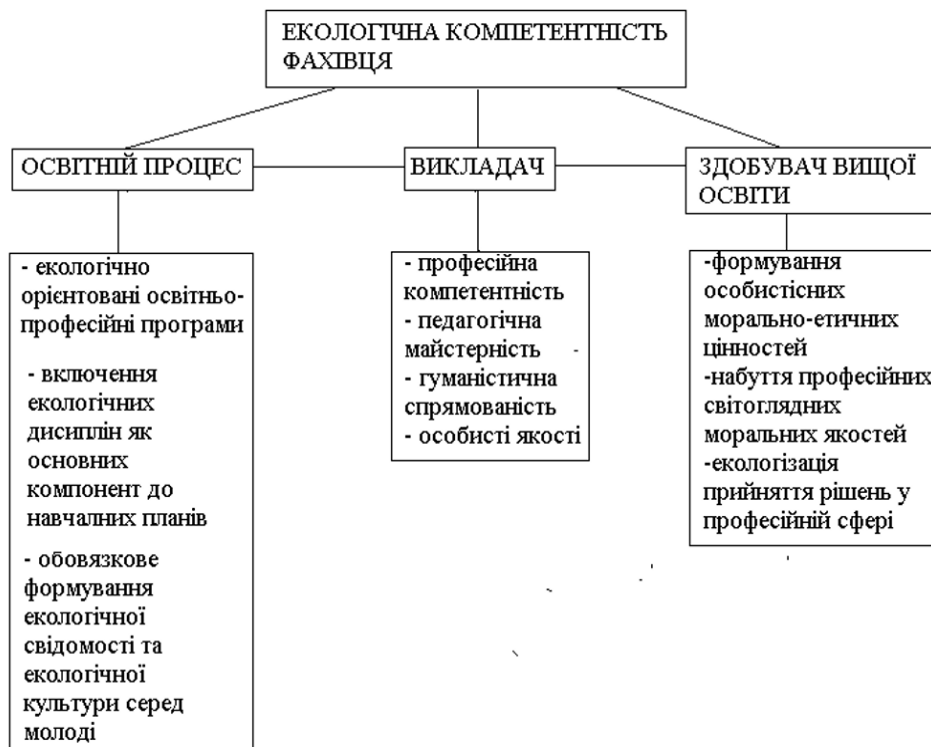 ЕКОЛОГІЧНА КОМПЕТЕНТНІСТЬ
ФАХІВЦЯ
ОСВІТНІЙ ПРОЦЕС
ВИКЛАДАЧ
ЗДОБУВАЧ ВИЩОЇ
ОСВІТИ
- екологічно
орієнтовані освітньо-
професійні програми
- включення
екологічних
дисиплін як
основних
компонент до
навчалних планів
- обовязкове
формування
екологічної
свідомості та
екологічної
культури серед
молоді
- професійна
компетентність
- педагогічна
майстерність
- гуманістична
спрямованість
- особисті якості
-формування
особистісних
морально-етичних
цінностей
-набуття професійних
світоглядних
моральних якостей
-екологізація
прийняття рішень у
професійній сфері